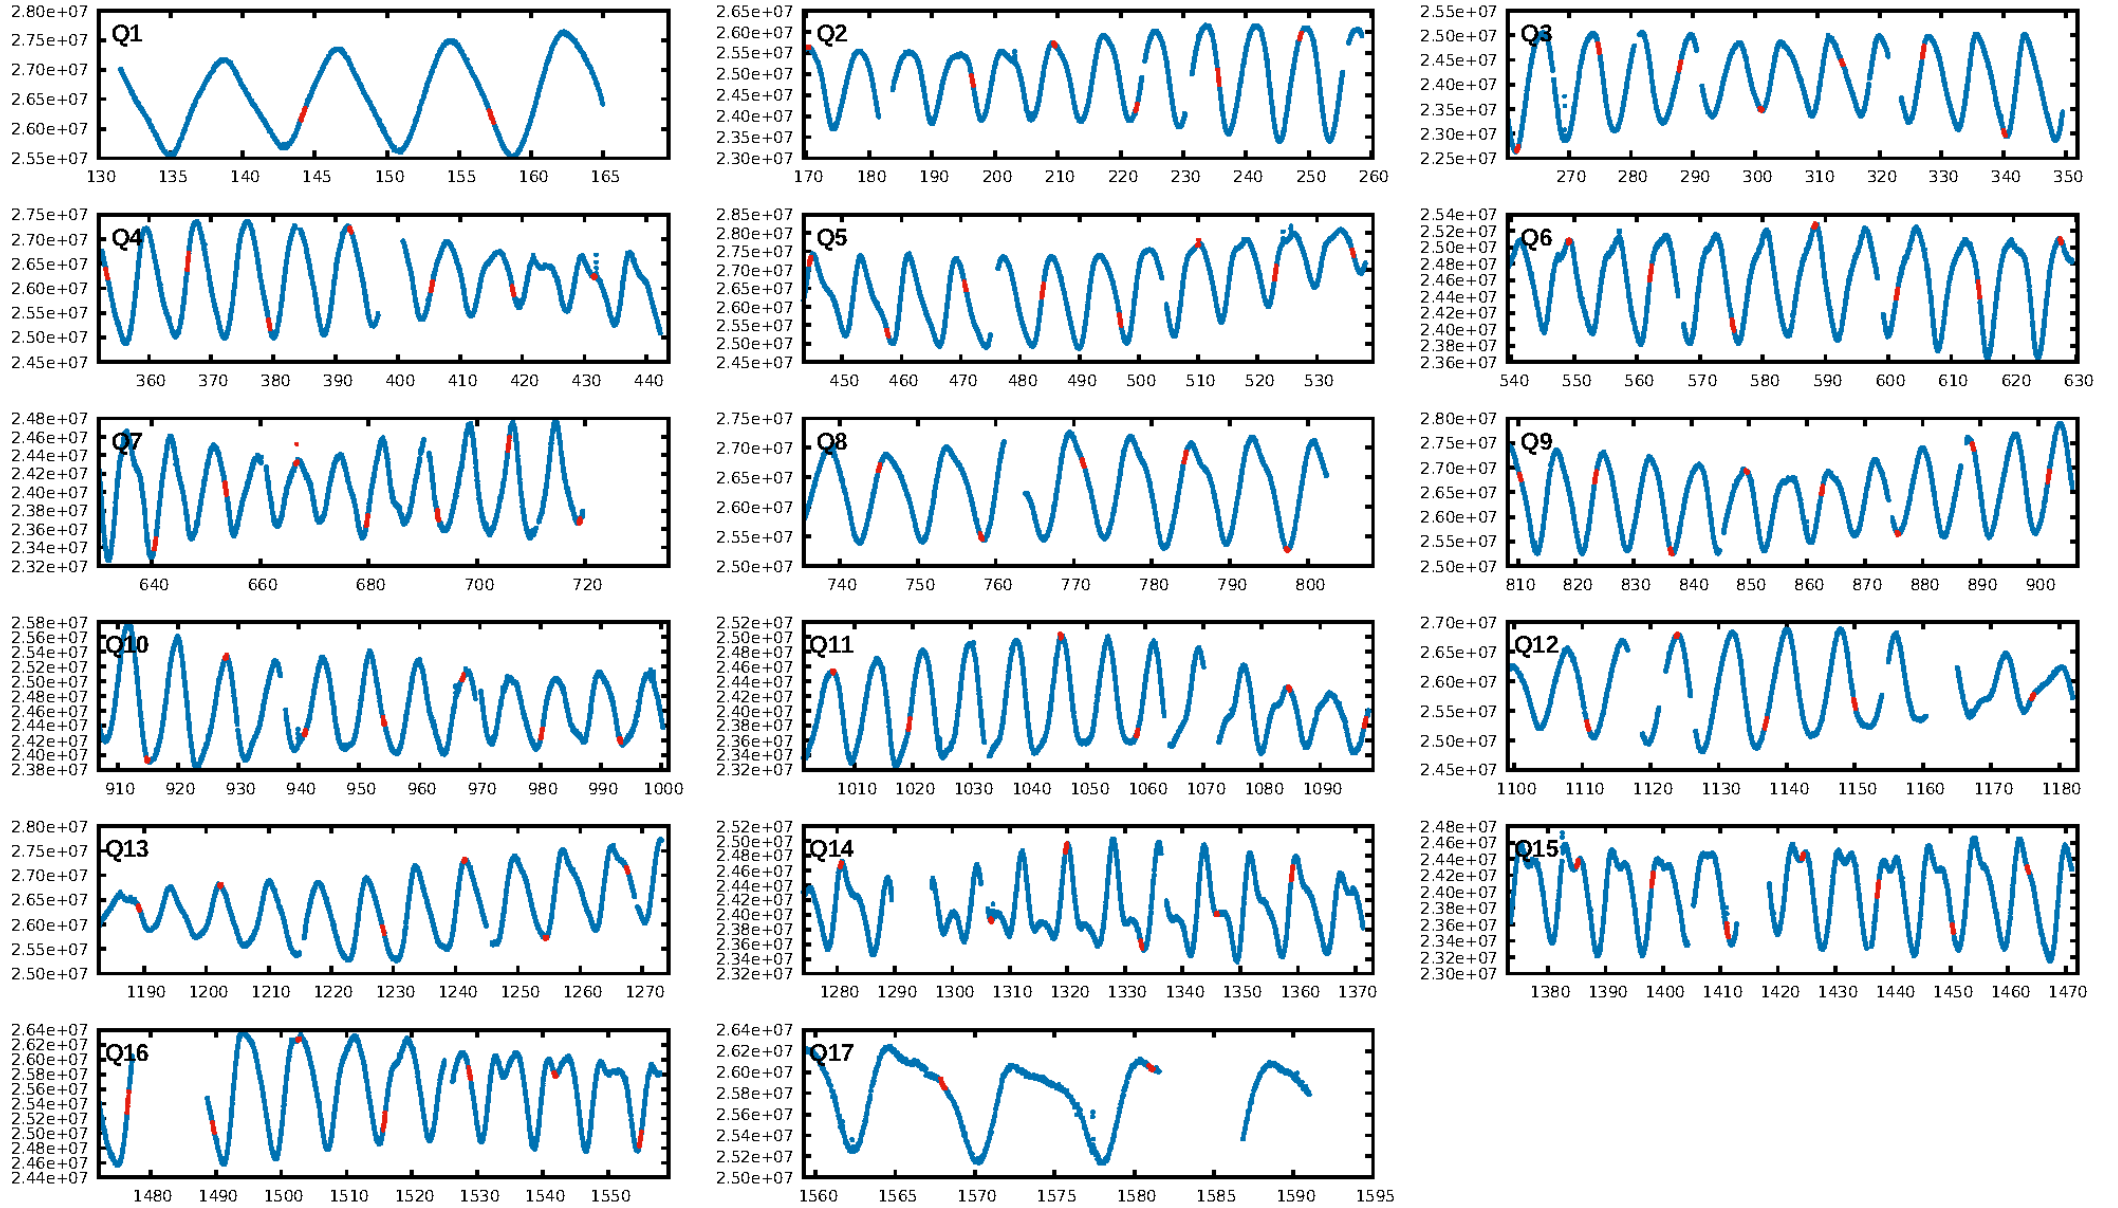 Q1
2.80e+07
2.75e+07
2.70e+07
2.65e+07
2.60e+07
2.55e+07
130 135 140 145 150 155 160 165
Q2
2.65e+07
2.60e+07
2.55e+07
2.50e+07
2.45e+07
2.40e+07
2.35e+07
2.30e+07
170 180 190 200 210 220 230 240 250 260
Q3
2.55e+07
2.50e+07
2.45e+07
2.40e+07
2.35e+07
2.30e+07
2.25e+07
270 280 290 300 310 320 330 340 350
Q4
2.75e+07
2.70e+07
2.65e+07
2.60e+07
2.55e+07
2.50e+07
2.45e+07
360 370 380 390 400 410 420 430 440
Q5
2.85e+07
2.80e+07
2.75e+07
2.70e+07
2.65e+07
2.60e+07
2.55e+07
2.50e+07
2.45e+07
450 460 470 480 490 500 510 520 530
Q6
2.54e+07
2.52e+07
2.50e+07
2.48e+07
2.46e+07
2.44e+07
2.42e+07
2.40e+07
2.38e+07
2.36e+07
540 550 560 570 580 590 600 610 620 630
Q7
2.48e+07
2.46e+07
2.44e+07
2.42e+07
2.40e+07
2.38e+07
2.36e+07
2.34e+07
2.32e+07
640 660 680 700 720
Q8
2.75e+07
2.70e+07
2.65e+07
2.60e+07
2.55e+07
2.50e+07
740 750 760 770 780 790 800
Q9
2.80e+07
2.75e+07
2.70e+07
2.65e+07
2.60e+07
2.55e+07
2.50e+07
810 820 830 840 850 860 870 880 890 900
Q10
2.58e+07
2.56e+07
2.54e+07
2.52e+07
2.50e+07
2.48e+07
2.46e+07
2.44e+07
2.42e+07
2.40e+07
2.38e+07
910 920 930 940 950 960 970 980 990 1000
Q11
2.52e+07
2.50e+07
2.48e+07
2.46e+07
2.44e+07
2.42e+07
2.40e+07
2.38e+07
2.36e+07
2.34e+07
2.32e+07
1010 1020 1030 1040 1050 1060 1070 1080 1090
Q12
2.70e+07
2.65e+07
2.60e+07
2.55e+07
2.50e+07
2.45e+07
1100 1110 1120 1130 1140 1150 1160 1170 1180
Q13
2.80e+07
2.75e+07
2.70e+07
2.65e+07
2.60e+07
2.55e+07
2.50e+07
1190 1200 1210 1220 1230 1240 1250 1260 1270
Q14
2.52e+07
2.50e+07
2.48e+07
2.46e+07
2.44e+07
2.42e+07
2.40e+07
2.38e+07
2.36e+07
2.34e+07
2.32e+07
1280 1290 1300 1310 1320 1330 1340 1350 1360 1370
Q15
2.48e+07
2.46e+07
2.44e+07
2.42e+07
2.40e+07
2.38e+07
2.36e+07
2.34e+07
2.32e+07
2.30e+07
1380 1390 1400 1410 1420 1430 1440 1450 1460 1470
Q16
2.64e+07
2.62e+07
2.60e+07
2.58e+07
2.56e+07
2.54e+07
2.52e+07
2.50e+07
2.48e+07
2.46e+07
2.44e+07
1480 1490 1500 1510 1520 1530 1540 1550
Q17
2.64e+07
2.62e+07
2.60e+07
2.58e+07
2.56e+07
2.54e+07
2.52e+07
2.50e+07
1560 1565 1570 1575 1580 1585 1590 1595